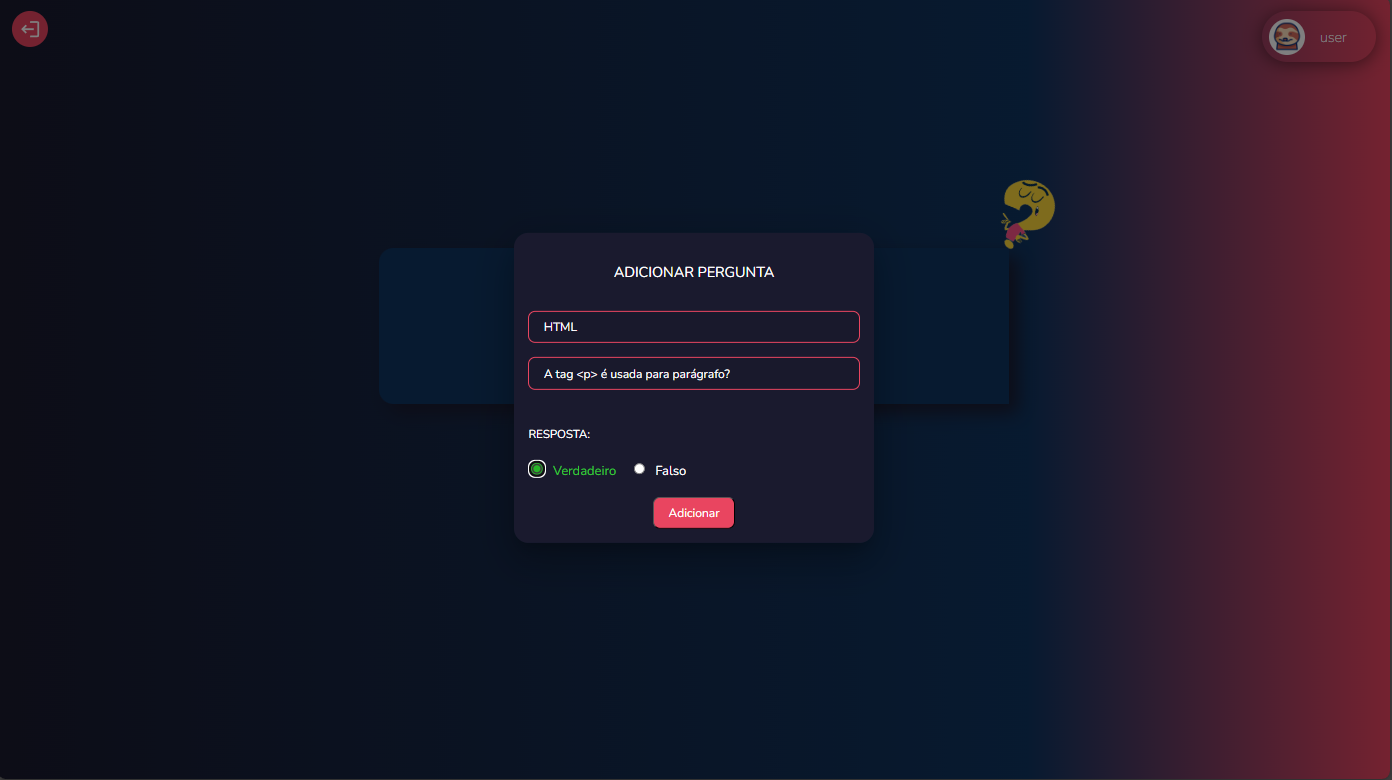 user
ADICIONAR PERGUNTA
HTML
A tag <p> é usada para parágrafo?
RESPOSTA:
Verdadeiro Falso
Adicionar